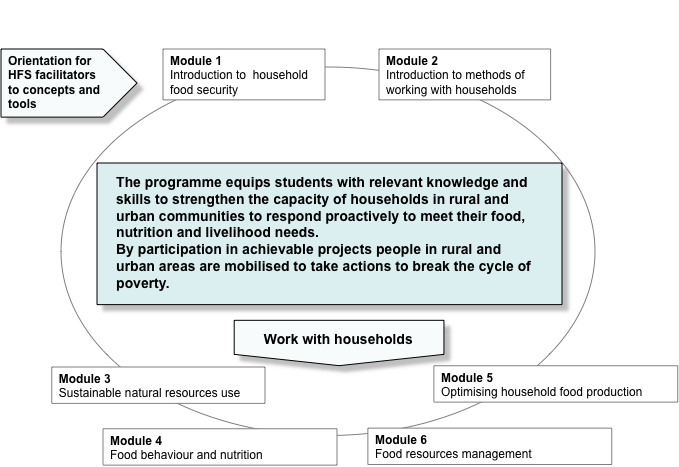 Orientation for
HFS facilitators
to concepts and
tools
Module 1
Introduction to household
food security
Module 2
Introduction to methods of
working with households
The programme equips students with relevant knowledge and
skills to strengthen the capacity of households in rural and
urban communities to respond proactively to meet their food,
nutrition and livelihood needs.
By participation in achievable projects people in rural and
urban areas are mobilised to take actions to break the cycle of
poverty.
Work with households
Module 3
Sustainable natural resources use
Module 5
Optimising household food production
Module 4
Food behaviour and nutrition
Module 6
Food resources management